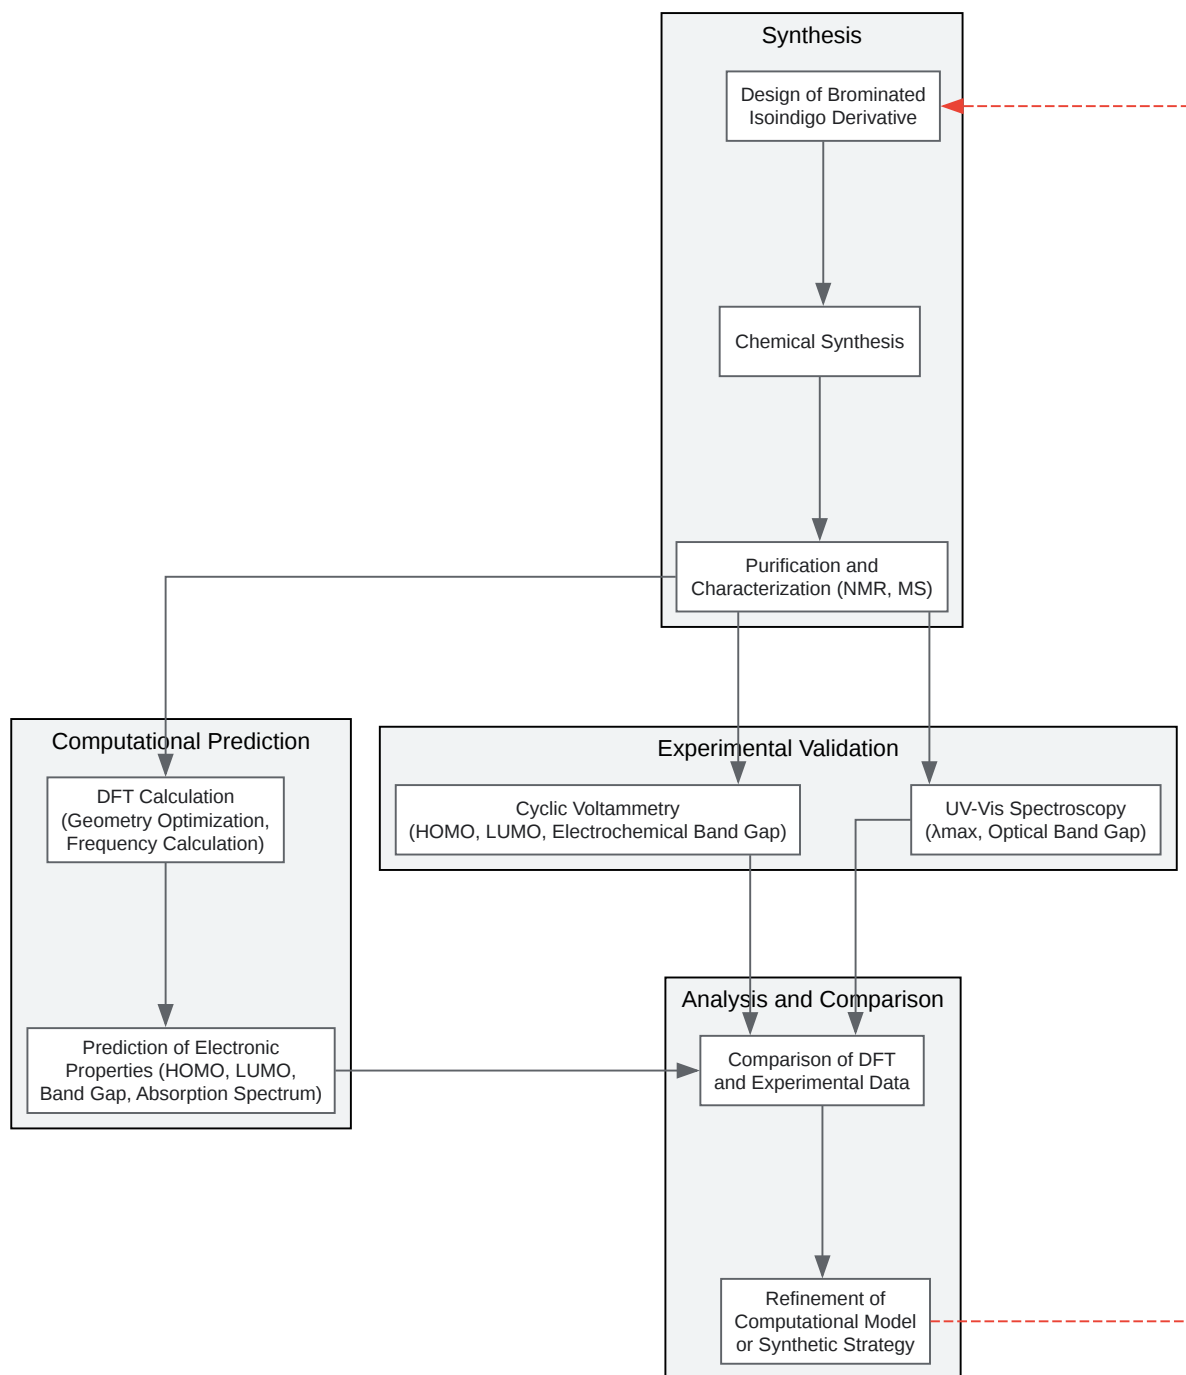 Synthesis
Design of Brominated
Isoindigo Derivative
Chemical Synthesis
Purification and
Characterization (NMR, MS)
Computational Prediction
DFT Calculation
(Geometry Optimization,
Frequency Calculation)
Prediction of Electronic
Properties (HOMO, LUMO,
Band Gap, Absorption Spectrum)
Experimental Validation
Cyclic Voltammetry
(HOMO, LUMO, Electrochemical Band Gap)
UV-Vis Spectroscopy
(λmax, Optical Band Gap)
Analysis and Comparison
Comparison of DFT
and Experimental Data
Refinement of
Computational Model
or Synthetic Strategy